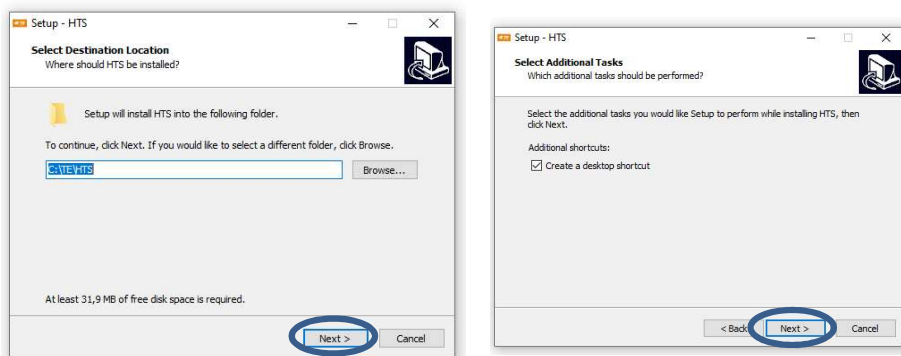 Setup - HTS
Select Destination Location
Where should HTS be installed?
Setup will install HTS into the following folder.
To continue, click Next. If you would like to select a different folder, click Browse.
C:\TE\HTS
Browse...
At least 31,9 MB of free disk space is required.
Next >
Cancel
Setup - HTS
Select Additional Tasks
Which additional tasks should be performed?
Select the additional tasks you would like Setup to perform while installing HTS, then
click Next.
Additional shortcuts:
Create a desktop shortcut
< Back
Next >
Cancel